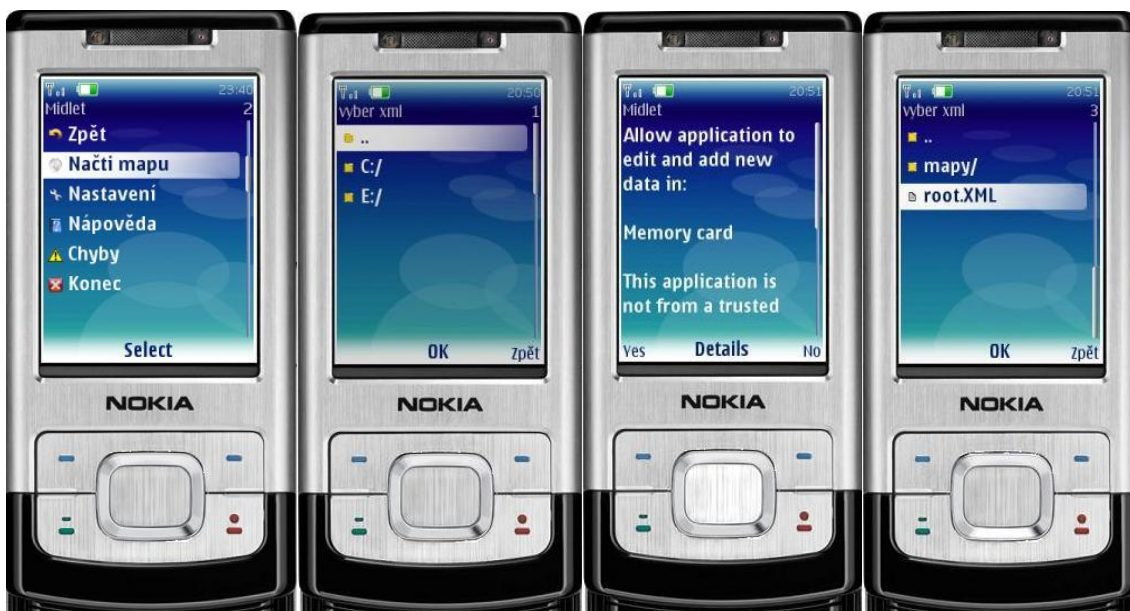 23:40
Midlet 2
Zpět
Načti mapu
Nastavení
Nápověda
Chyby
Konec
Select
NOKIA
20:50
vyber xml 1
..
C:/
E:/
OK Zpět
NOKIA
20:51
Midlet
Allow application to
edit and add new
data in:
Memory card
This application is
not from a trusted
Yes Details No
NOKIA
20:51
vyber xml 3
..
mapy/
root.XML
OK Zpět
NOKIA